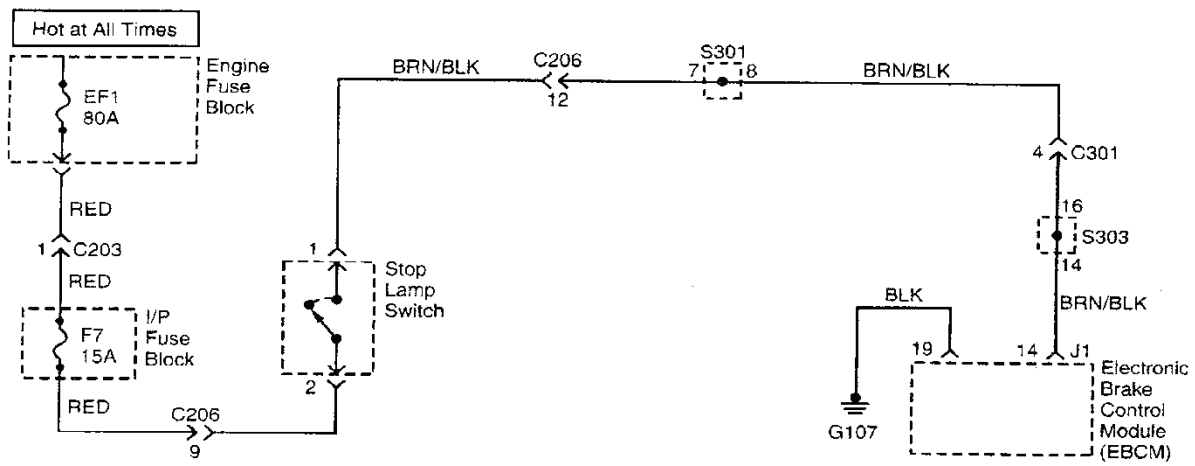 Hot at All Times
Engine
Fuse
Block
EF1
80A
RED
1
C203
RED
I/P
Fuse
Block
F7
15A
RED
C206
9
BRN/BLK
C206
12
S301
7
8
BRN/BLK
1
Stop
Lamp
Switch
2
4
C301
16
S303
14
BRN/BLK
BLK
G107
19
14
J1
Electronic
Brake
Control
Module
(EBCM)